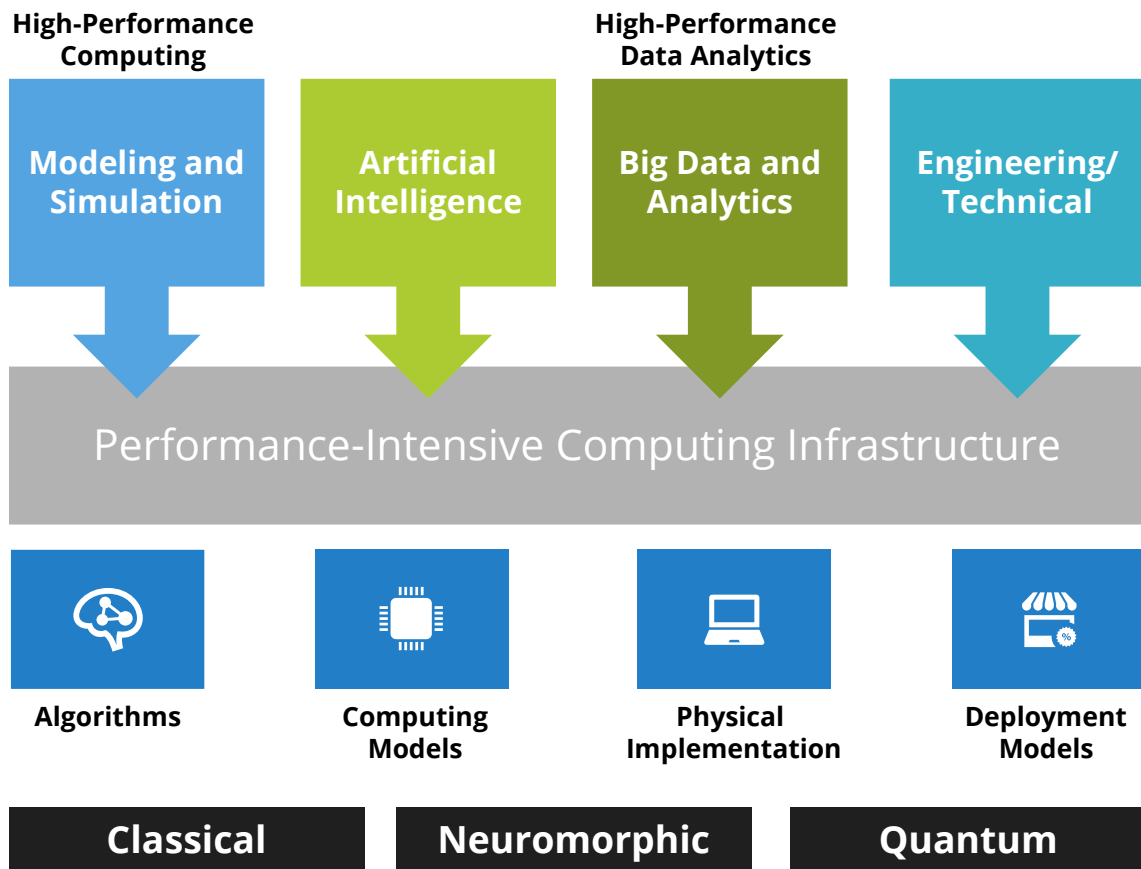 High-Performance
Computing
High-Performance
Data Analytics
Modeling and
Simulation
Artificial
Intelligence
Big Data and
Analytics
Engineering/
Technical
Performance-Intensive Computing Infrastructure
%
Algorithms
Computing
Models
Physical
Implementation
Deployment
Models
Classical
Neuromorphic
Quantum